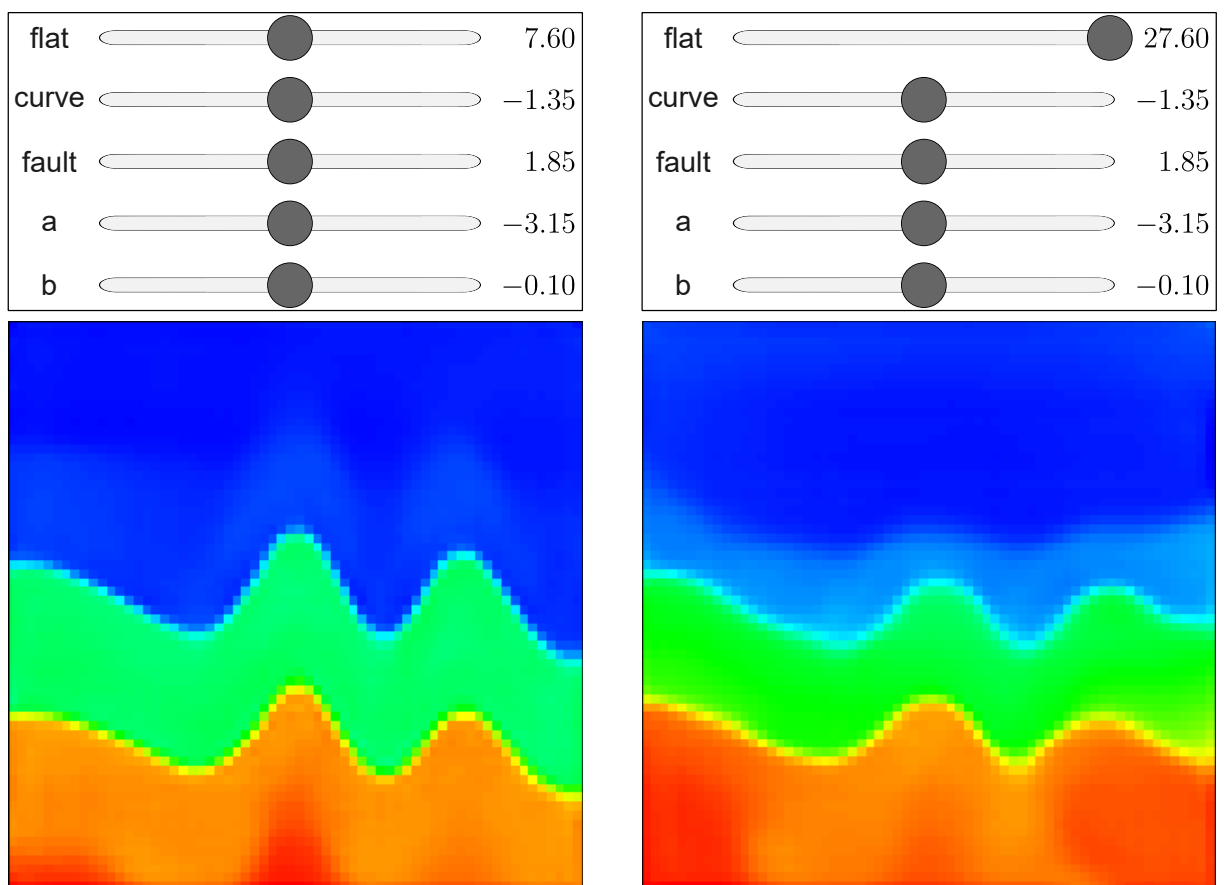 flat 7.60
curve −1.35
fault 1.85
a −3.15
b −0.10
flat 27.60
curve −1.35
fault 1.85
a −3.15
b −0.10